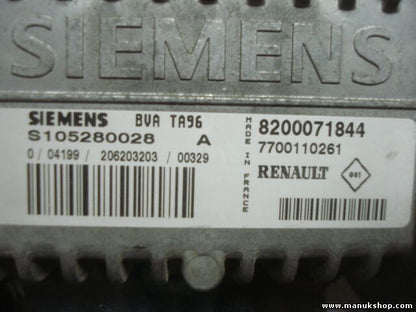 SIEMENS
SIEMENS BVA TA96
S105280028 A
0 / 04199 / 206203203 / 00329
MADE IN FRANCE
8200071844
7700110261
RENAULT 001
www.manukshop.com